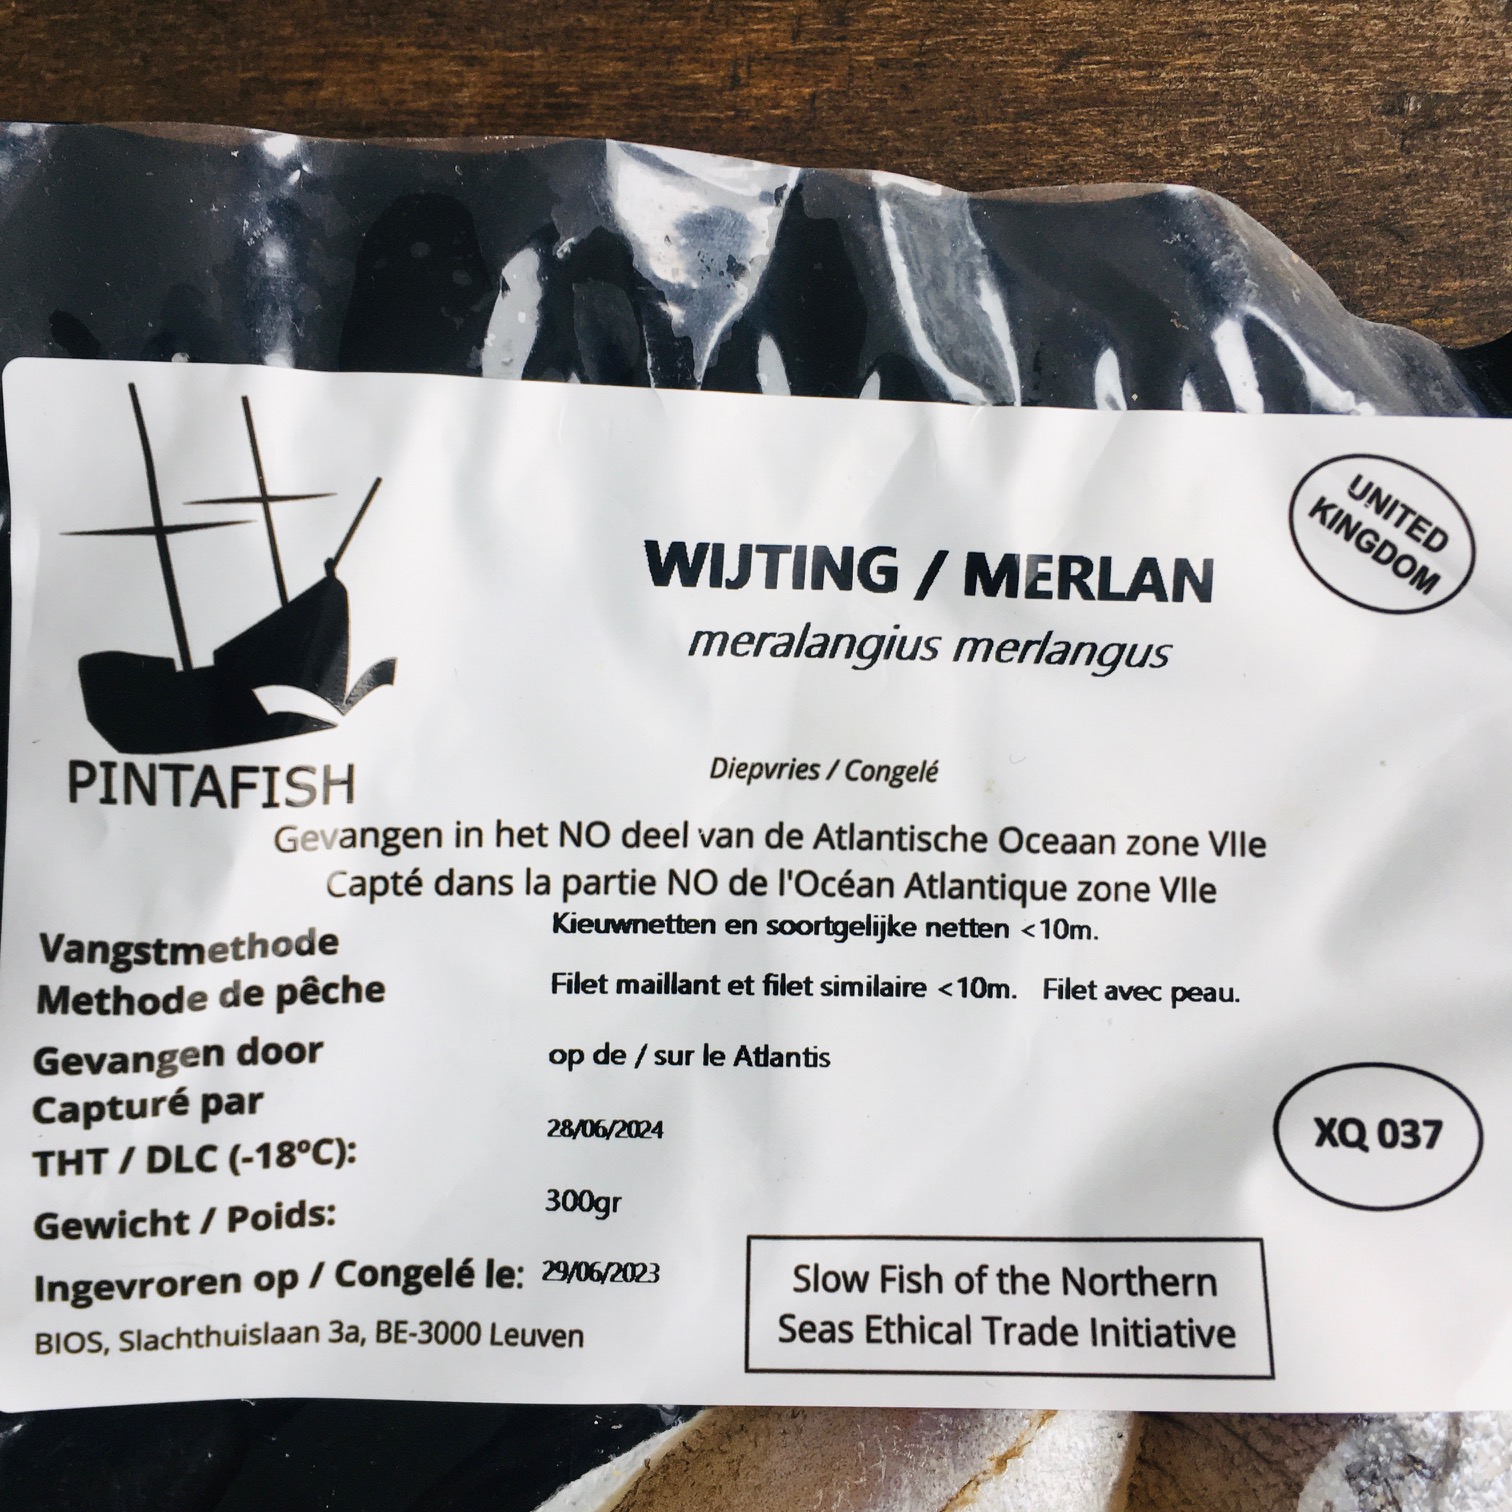 UNITED
KINGDOM
WIJTING / MERLAN
meralangius merlangus
PINTAFISH
Diepvries / Congelé
Gevangen in het NO deel van de Atlantische Oceaan zone VIIe
Capté dans la partie NO de l'Océan Atlantique zone VIIe
Vangstmethode
Kieuwnetten en soortgelijke netten <10m.
Methode de pêche
Filet maillant et filet similaire <10m. Filet avec peau.
Gevangen door
op de / sur le Atlantis
Capturé par
THT / DLC (-18ºC):
28/06/2024
XQ 037
Gewicht / Poids:
300gr
Ingevroren op / Congelé le: 29/06/2023
BIOS, Slachthuislaan 3a, BE-3000 Leuven
Slow Fish of the Northern
Seas Ethical Trade Initiative